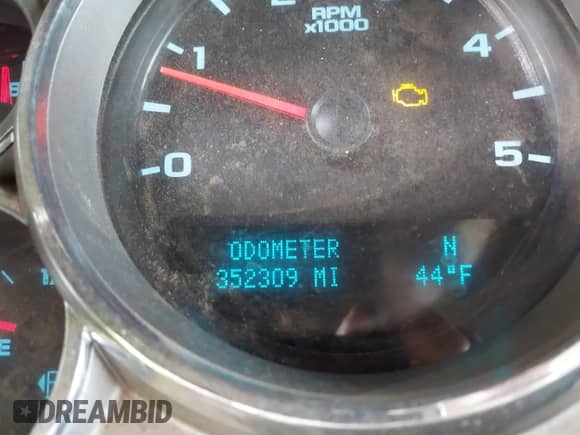 RPM
x1000
1
4
0
5
ODOMETER N
352309 MI 44°F
E
DREAMBID